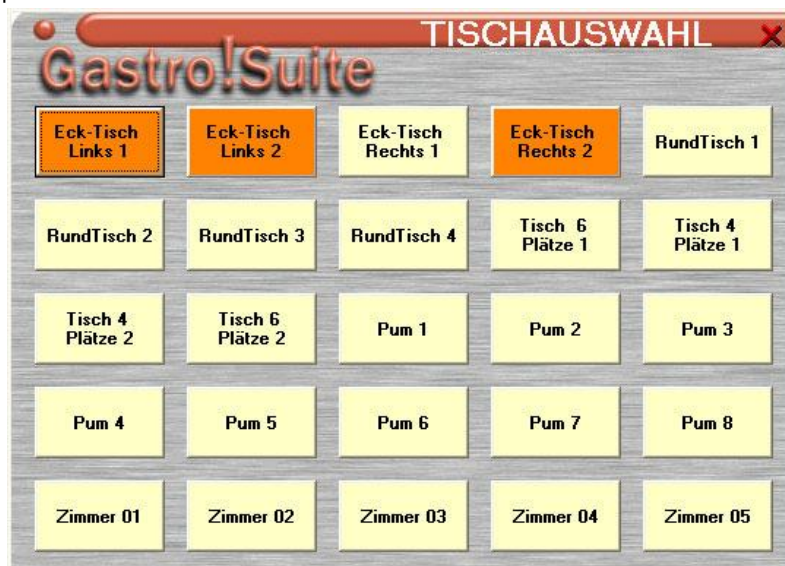 TISCHAUSWAHL
Gastro!Suite
Eck-Tisch
Links 1
Eck-Tisch
Links 2
Eck-Tisch
Rechts 1
Eck-Tisch
Rechts 2
RundTisch 1
RundTisch 2
RundTisch 3
RundTisch 4
Tisch 6
Plätze 1
Tisch 4
Plätze 1
Tisch 4
Plätze 2
Tisch 6
Plätze 2
Pum 1
Pum 2
Pum 3
Pum 4
Pum 5
Pum 6
Pum 7
Pum 8
Zimmer 01
Zimmer 02
Zimmer 03
Zimmer 04
Zimmer 05